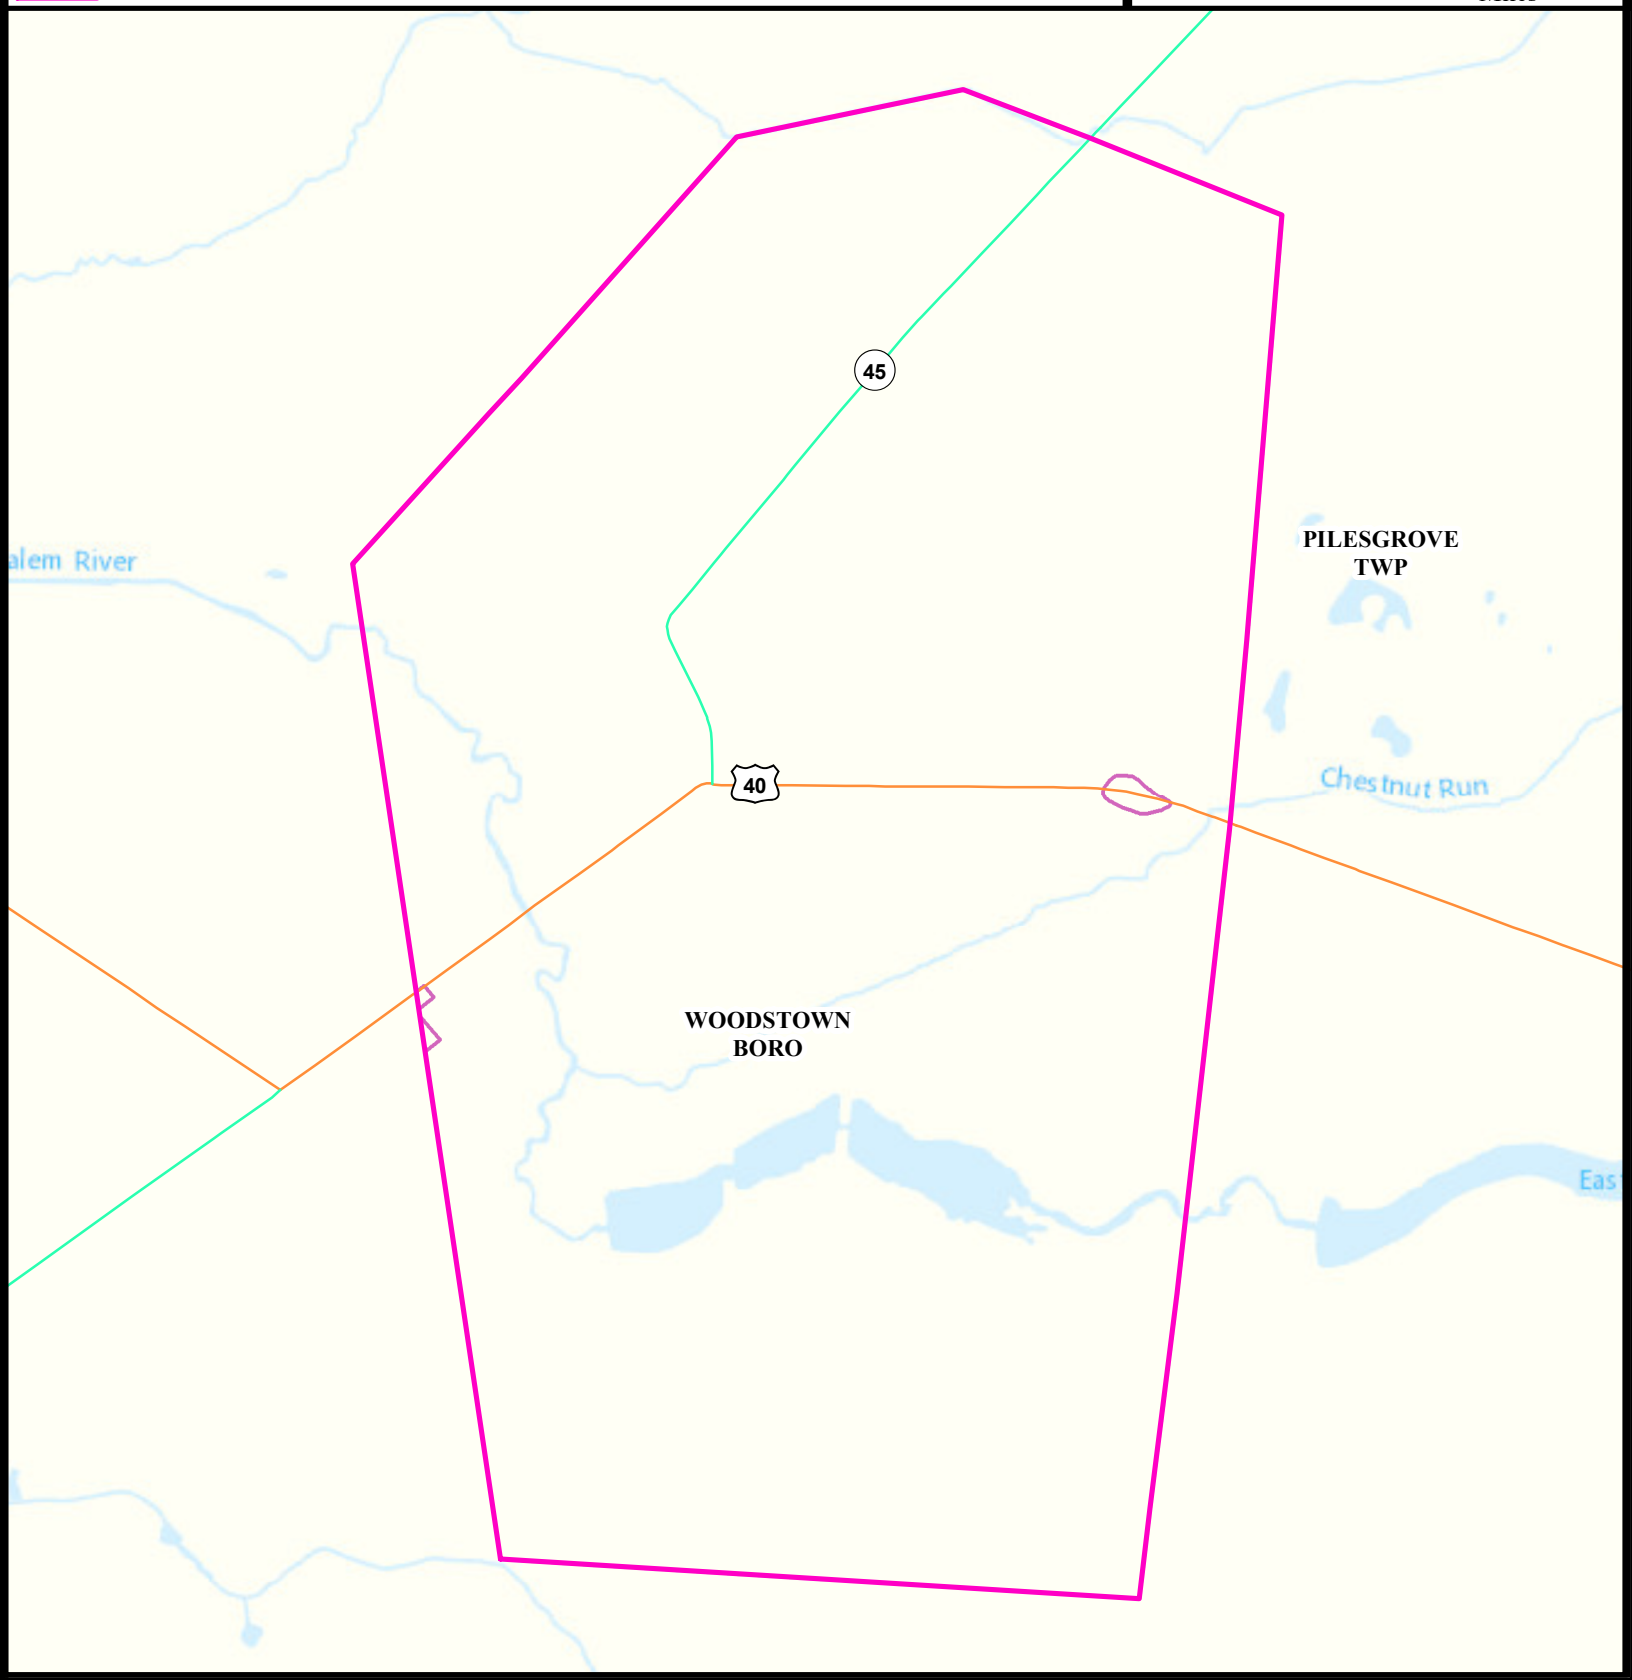 45
PILESGROVE
TWP
alem River
40
Chestnut Run
WOODSTOWN
BORO
Eas